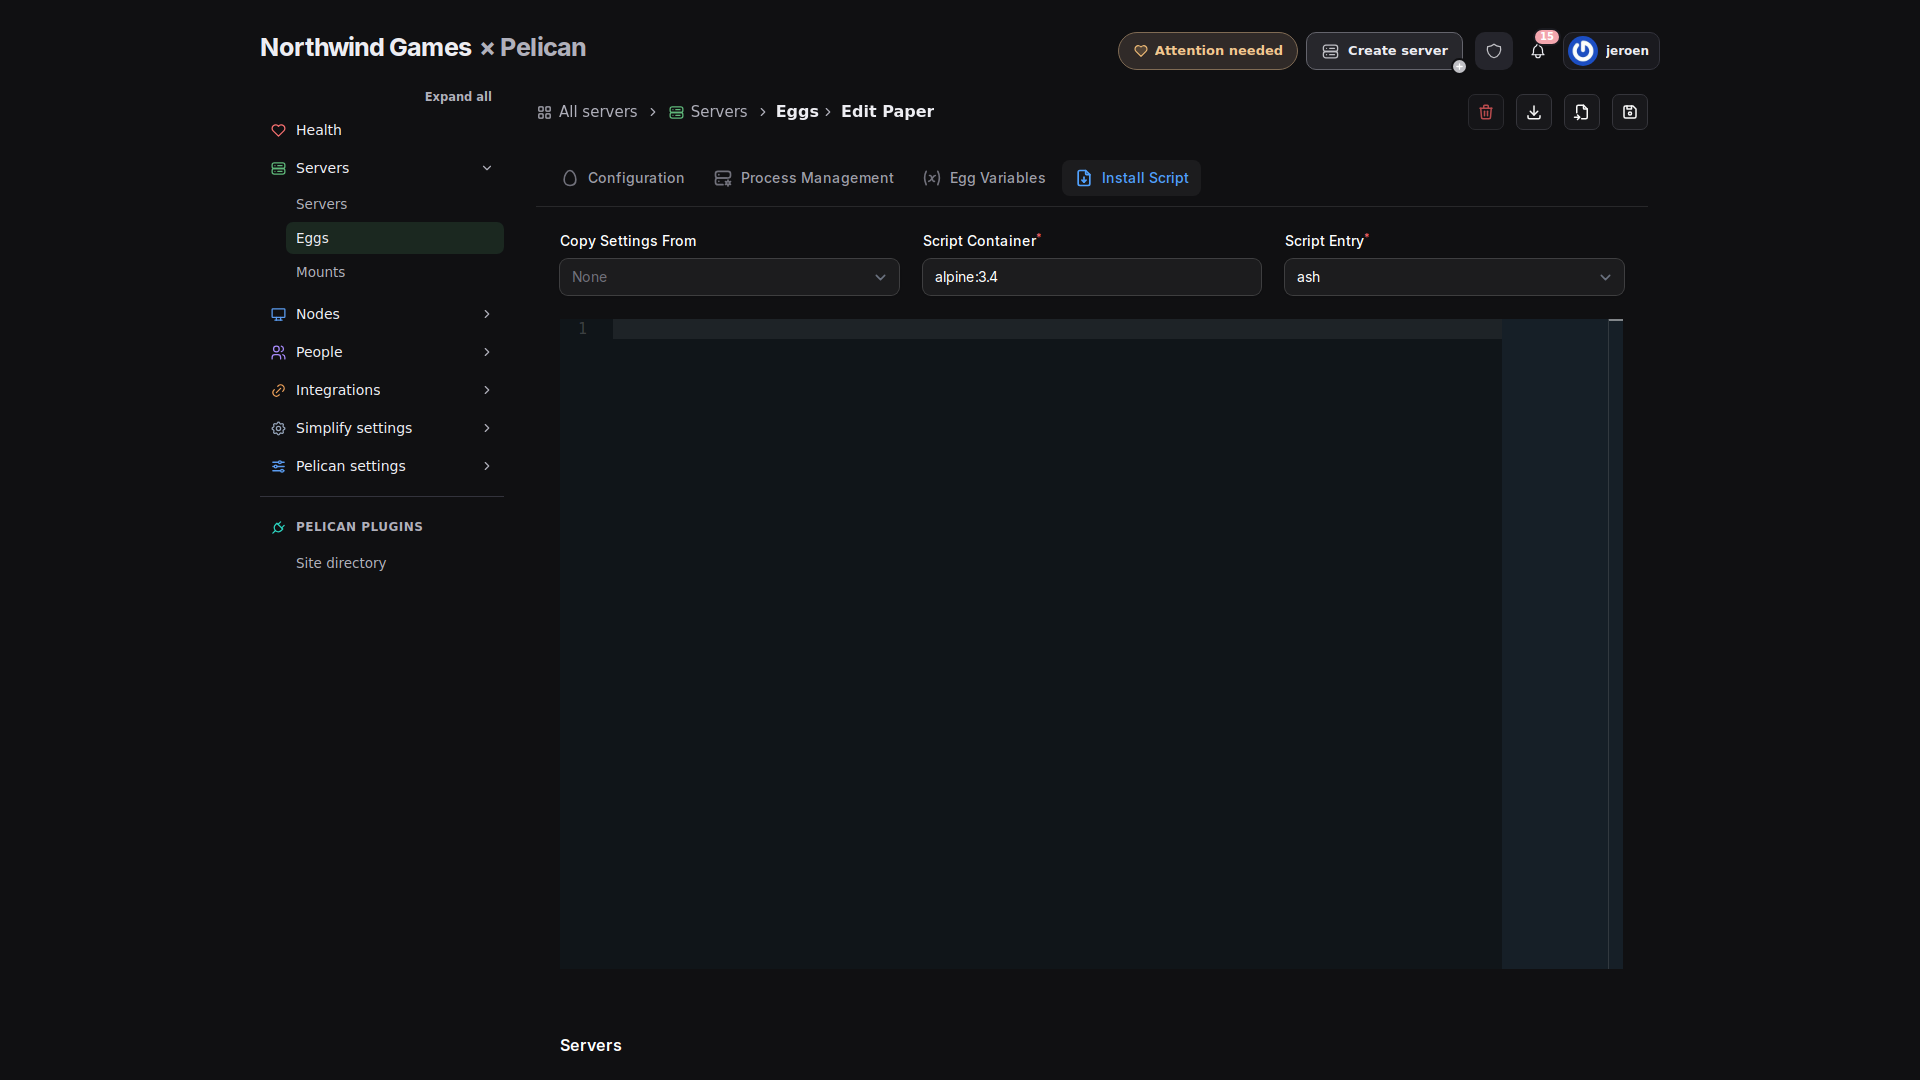 Northwind Games × Pelican
Attention needed
Create server
15
jeroen
Expand all
Health
Servers
Servers
Eggs
Mounts
Nodes
People
Integrations
Simplify settings
Pelican settings
PELICAN PLUGINS
Site directory
All servers > Servers > Eggs > Edit Paper
Configuration
Process Management
Egg Variables
Install Script
Copy Settings From
Script Container*
Script Entry*
None
alpine:3.4
ash
1
Servers